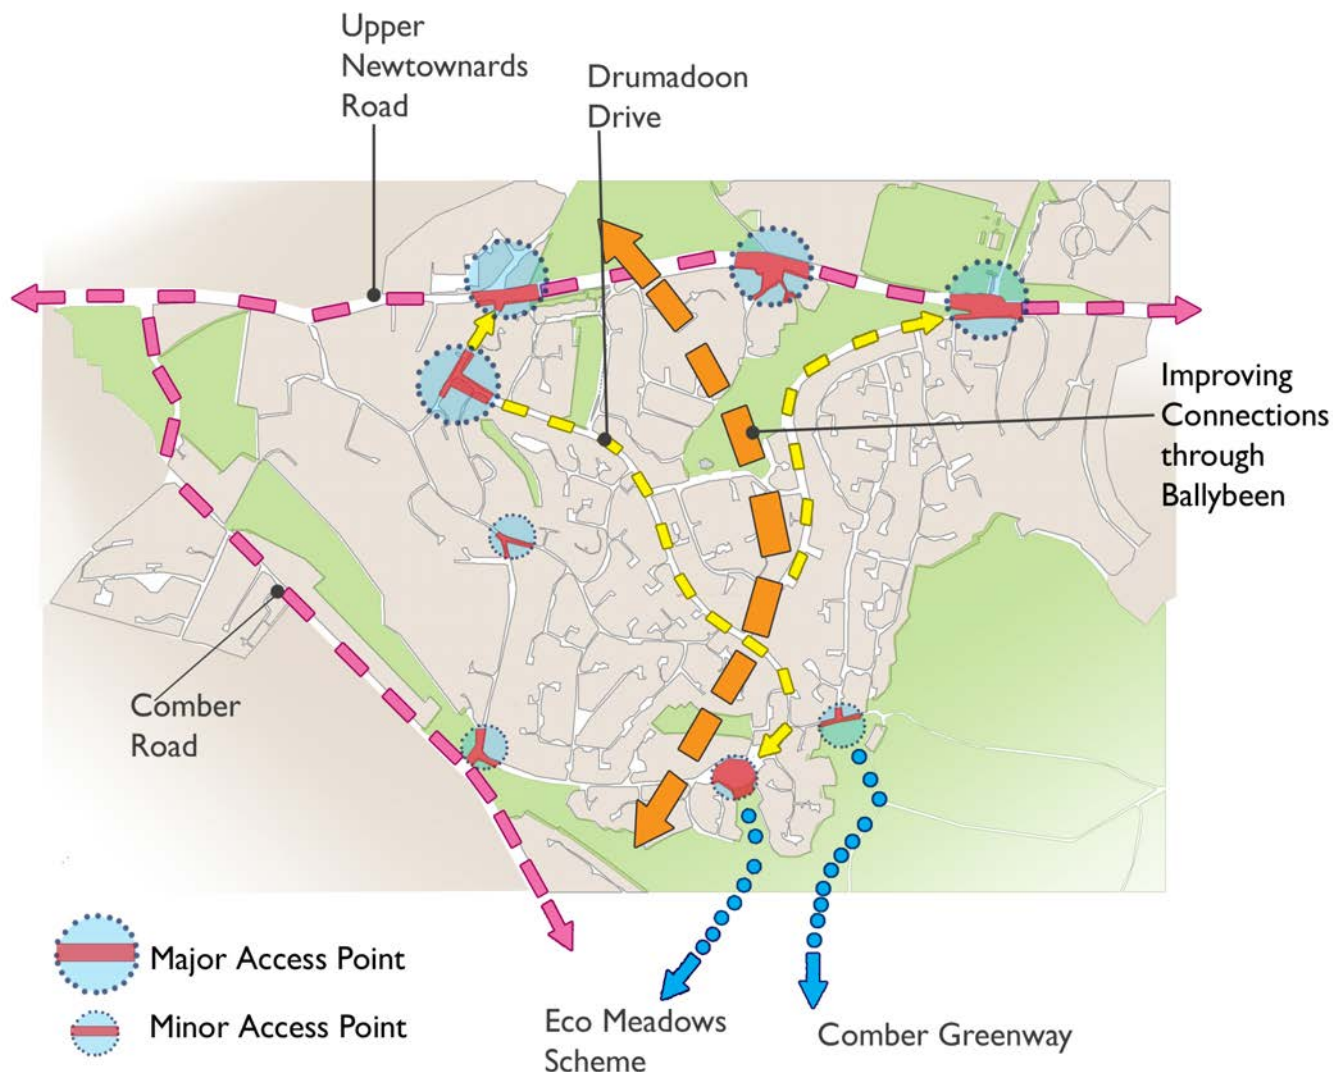 Upper
Newtownards
Road
Drumadoon
Drive
Improving
Connections
through
Ballybeen
Comber
Road
Major Access Point
Minor Access Point
Eco Meadows
Scheme
Comber Greenway